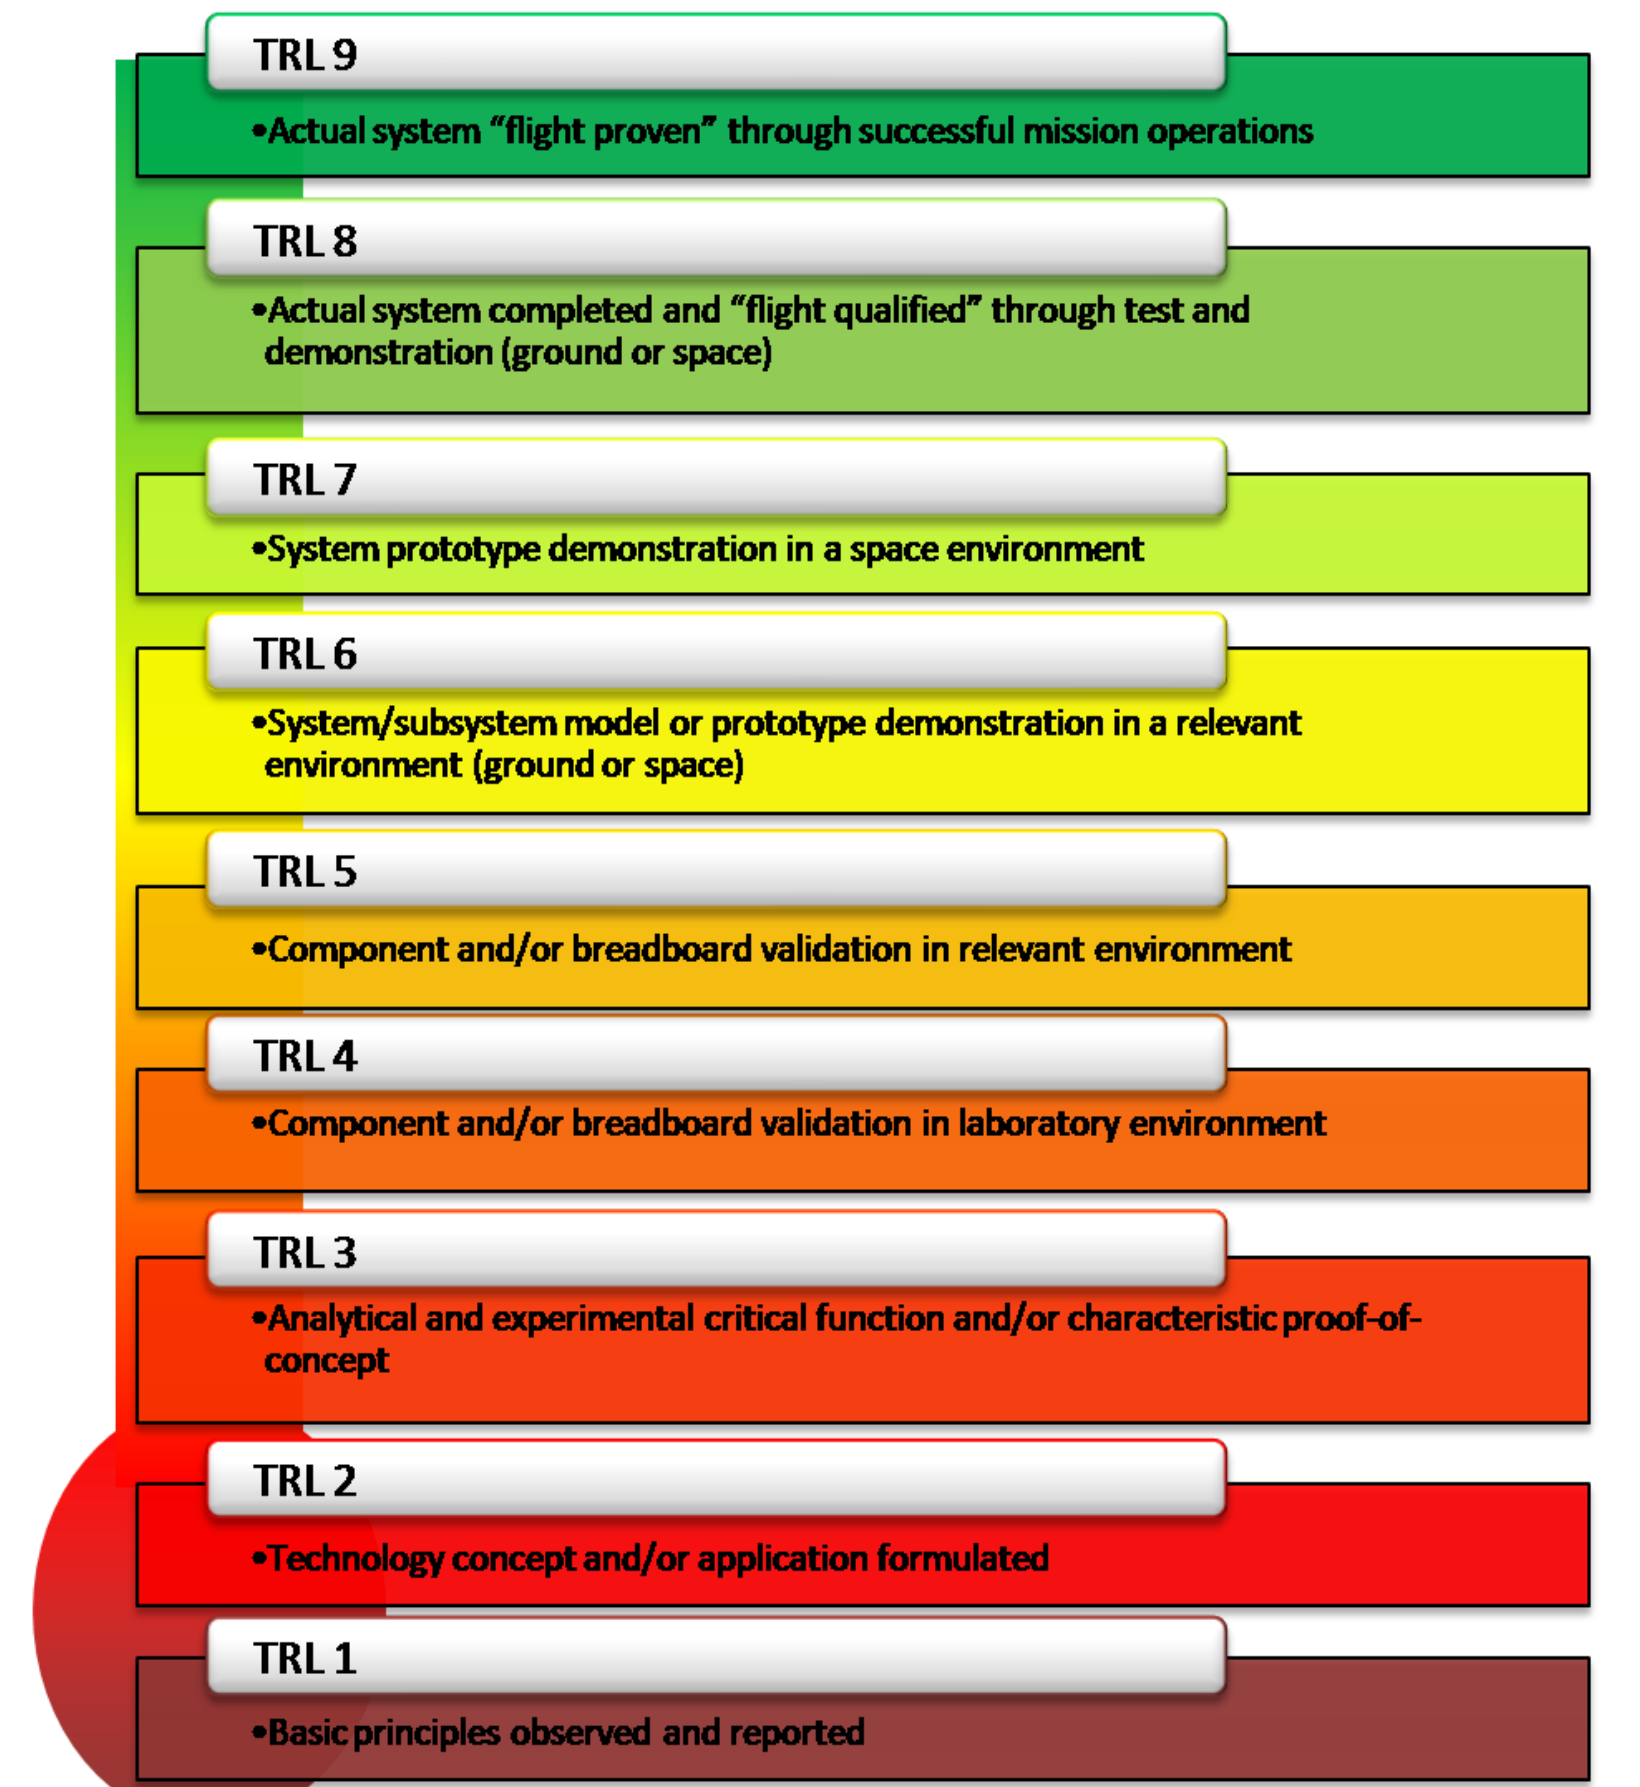 TRL 9
•Actual system “flight proven” through successful mission operations
TRL 8
•Actual system completed and “flight qualified” through test and
demonstration (ground or space)
TRL 7
•System prototype demonstration in a space environment
TRL 6
•System/subsystem model or prototype demonstration in a relevant
environment (ground or space)
TRL 5
•Component and/or breadboard validation in relevant environment
TRL 4
•Component and/or breadboard validation in laboratory environment
TRL 3
•Analytical and experimental critical function and/or characteristic proof-of-
concept
TRL 2
•Technology concept and/or application formulated
TRL 1
•Basic principles observed and reported